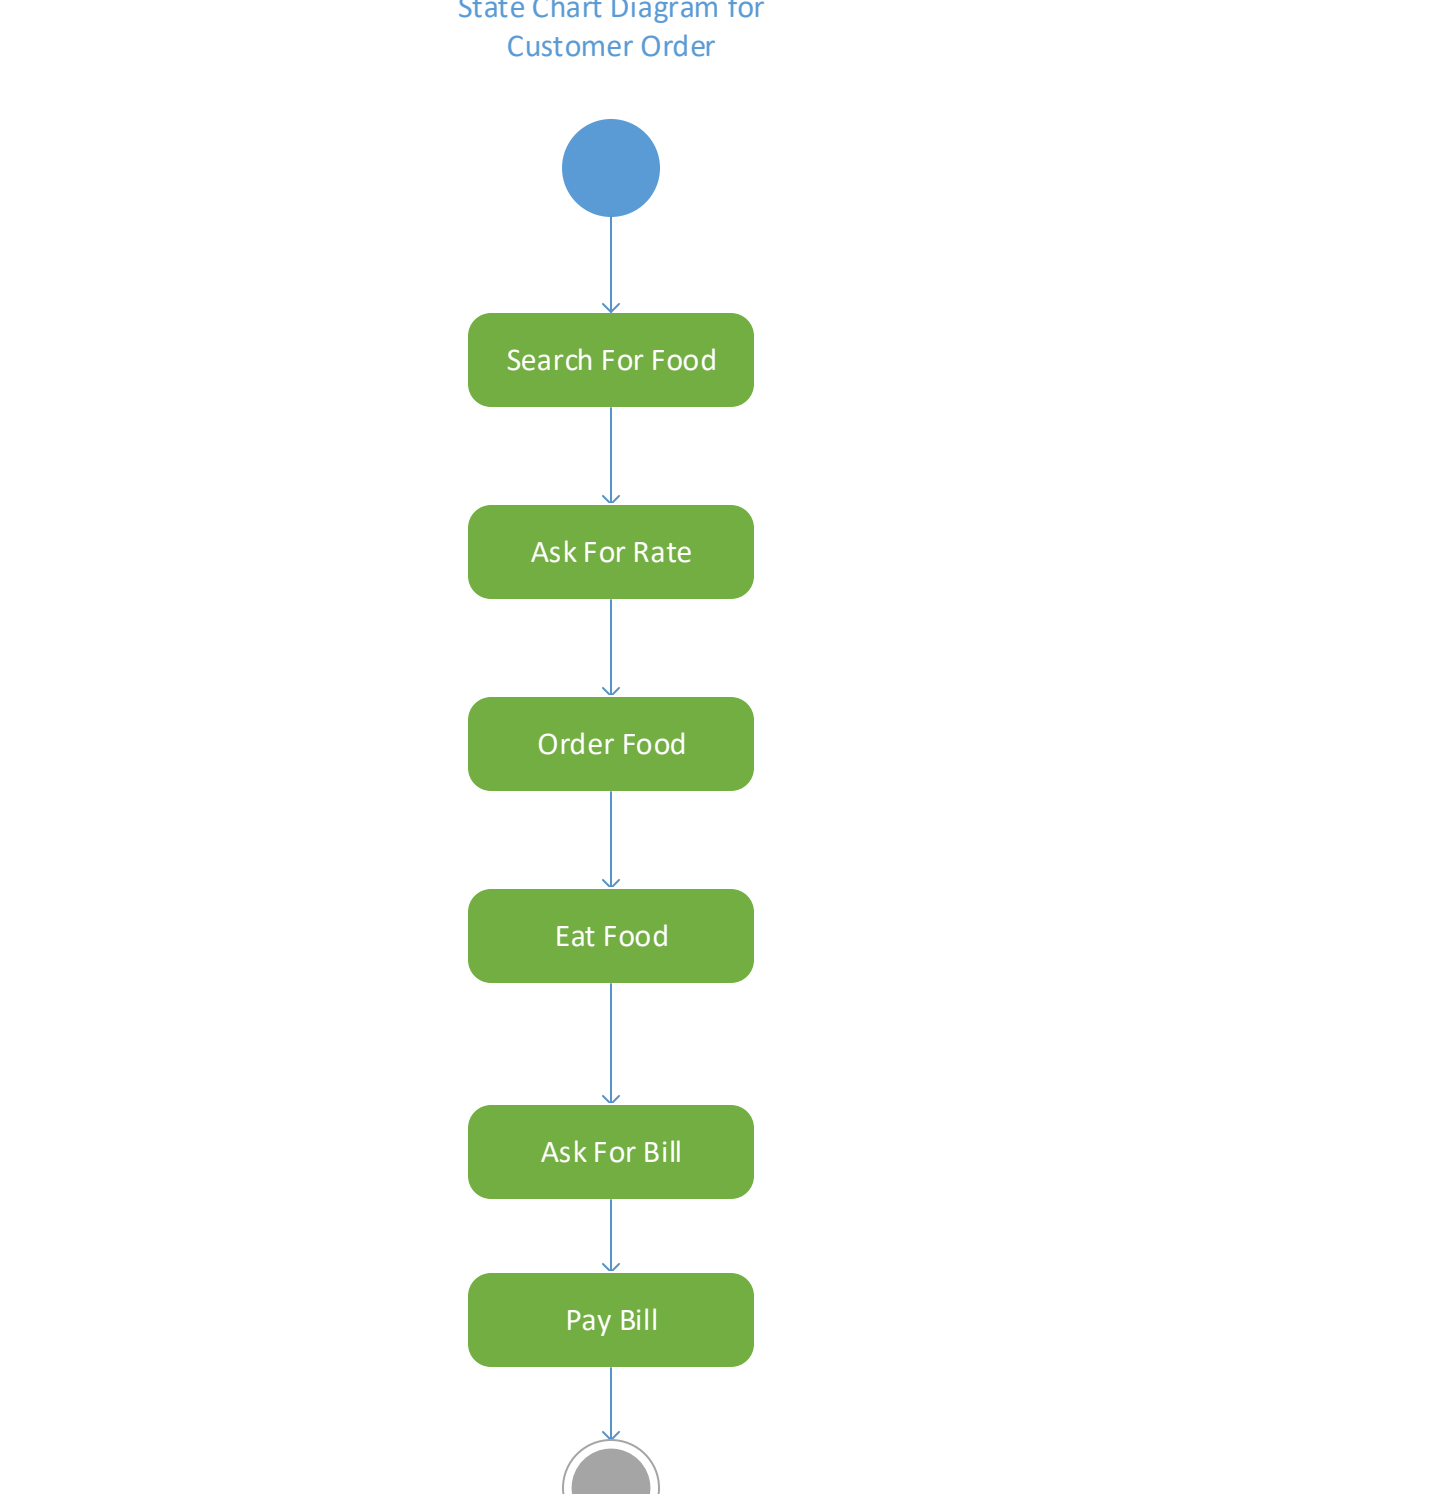 State Chart Diagram for
Customer Order
Search For Food
Ask For Rate
Order Food
Eat Food
Ask For Bill
Pay Bill